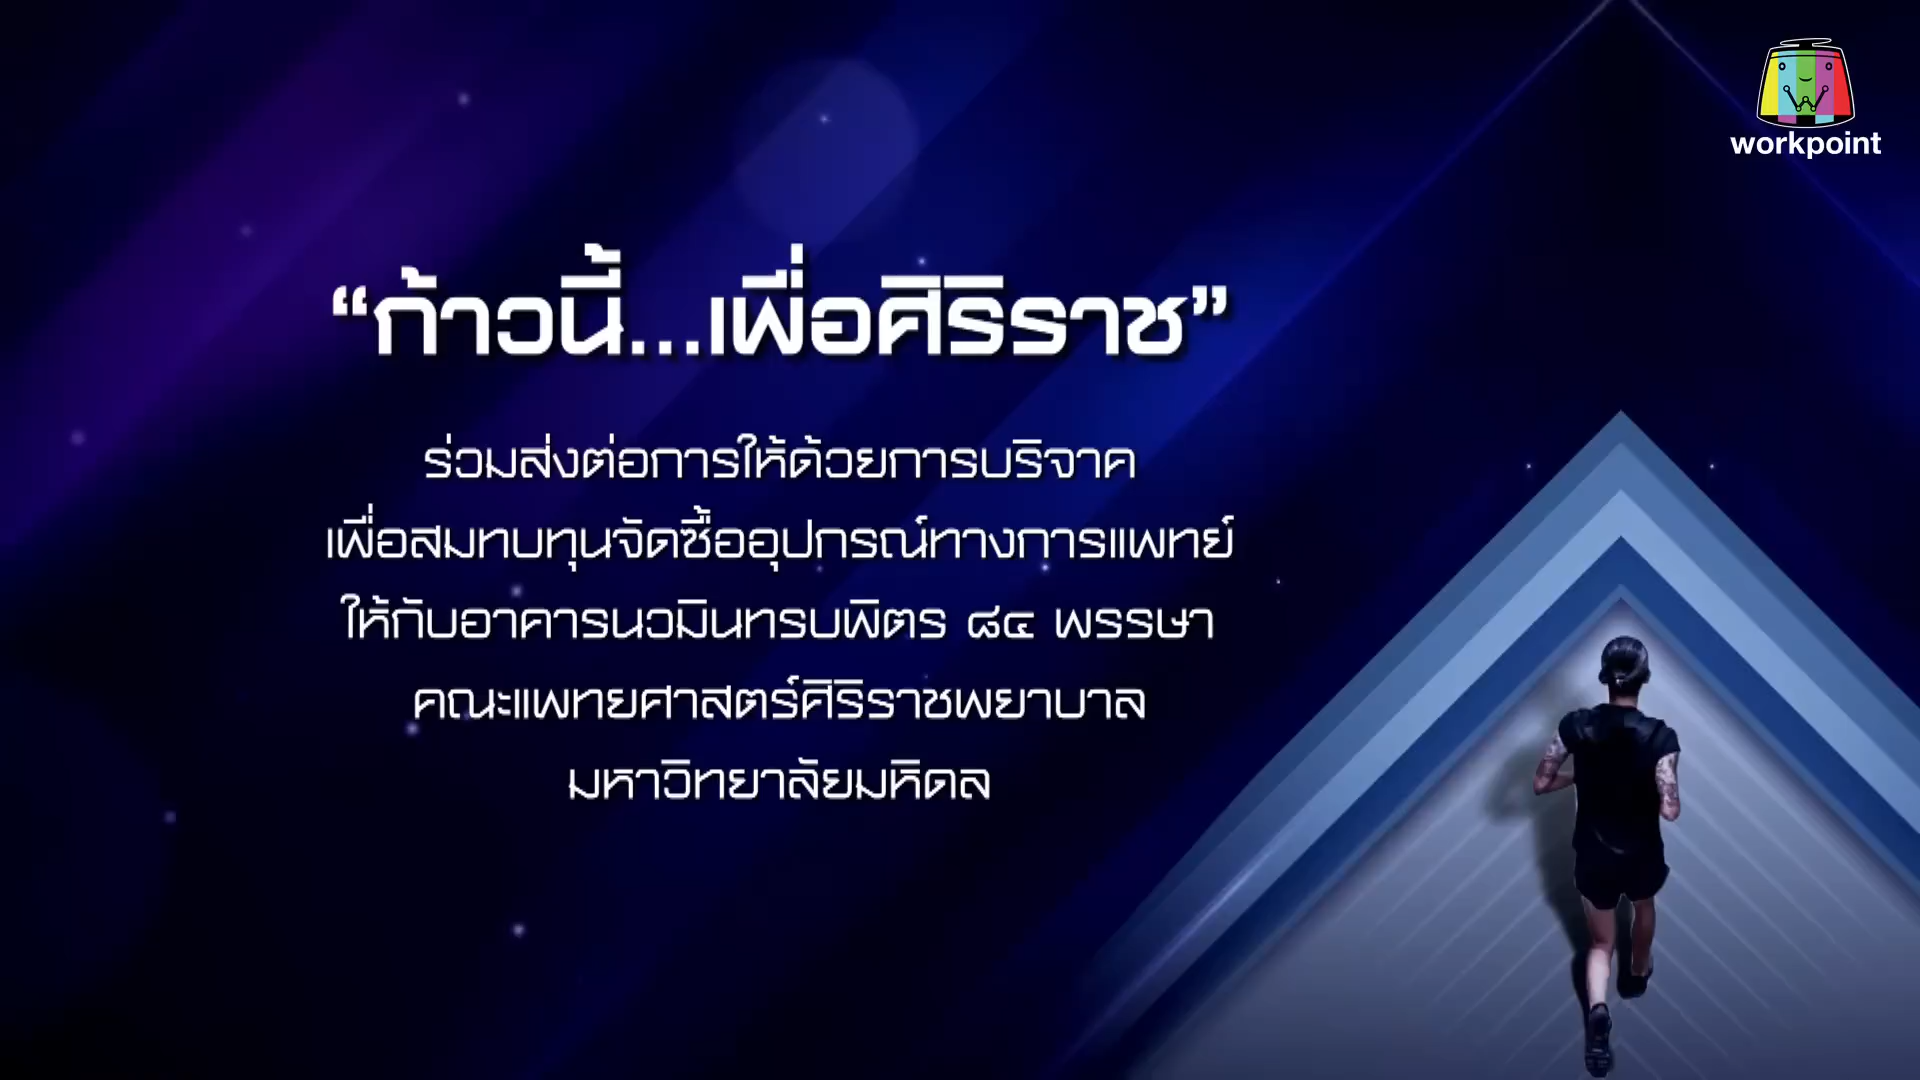 workpoint
“ก้าวนี้...เพื่อศิริราช”
ร่วมส่งต่อการให้ด้วยการบริจาค
เพื่อสมทบทุนจัดซื้ออุปกรณ์ทางการแพทย์
ให้กับอาคารนวมินทรบพิตร ๘๔ พรรษา
คณะแพทยศาสตร์ศิริราชพยาบาล
มหาวิทยาลัยมหิดล